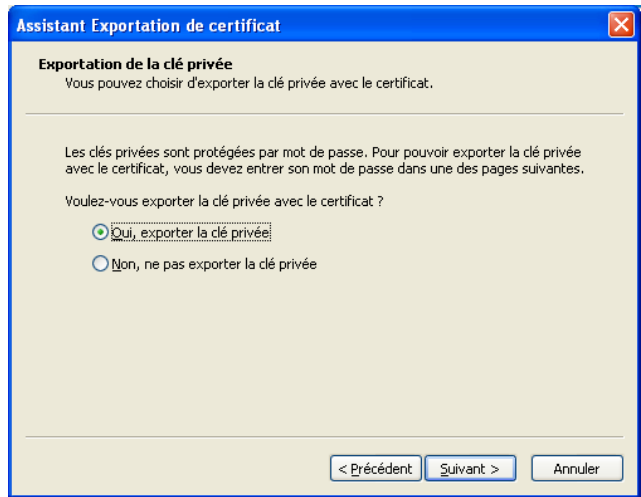 Assistant Exportation de certificat
Exportation de la clé privée
Vous pouvez choisir d'exporter la clé privée avec le certificat.
Les clés privées sont protégées par mot de passe. Pour pouvoir exporter la clé privée
avec le certificat, vous devez entrer son mot de passe dans une des pages suivantes.
Voulez-vous exporter la clé privée avec le certificat ?
Oui, exporter la clé privée
Non, ne pas exporter la clé privée
< Précédent Suivant > Annuler